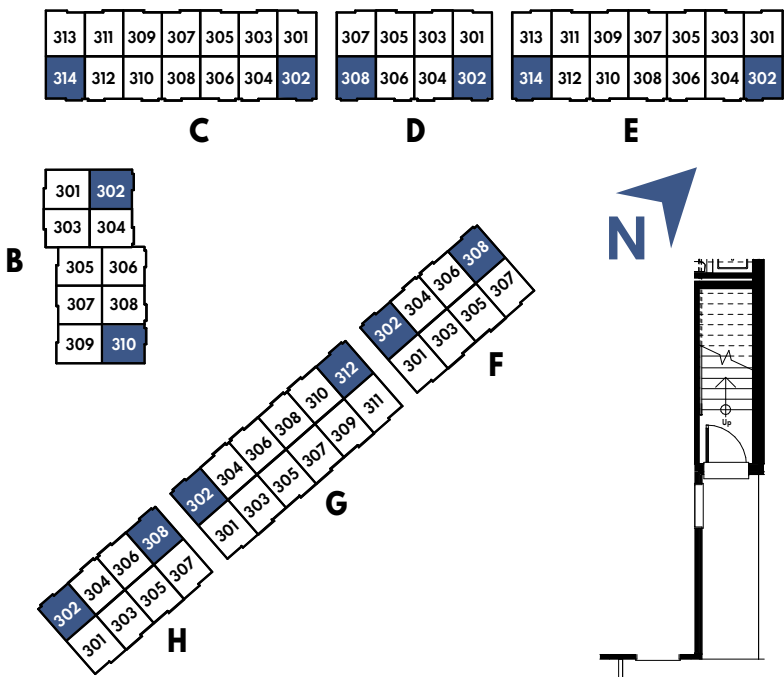 313 311 309 307 305 303 301
314 312 310 308 306 304 302
C
307 305 303 301
308 306 304 302
D
313 311 309 307 305 303 301
314 312 310 308 306 304 302
E
301 302
303 304
305 306
307 308
309 310
B
N
302 304 306 308
301 303 305 307
F
302 304 306 308 310 312
301 303 305 307 309 311
G
302 304 306 308
301 303 305 307
H
Up